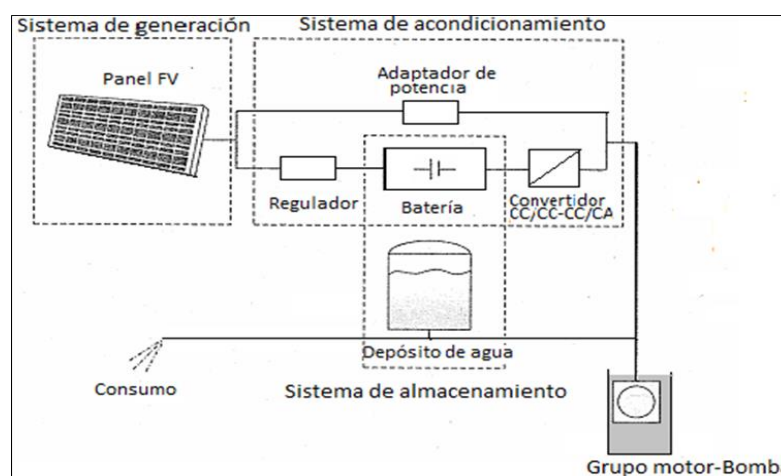 Sistema de generación
Sistema de acondicionamiento
Panel FV
Adaptador de
potencia
Regulador
Batería
Convertidor
CC/CC-CC/CA
Depósito de agua
Consumo
Sistema de almacenamiento
Grupo motor-Bomb